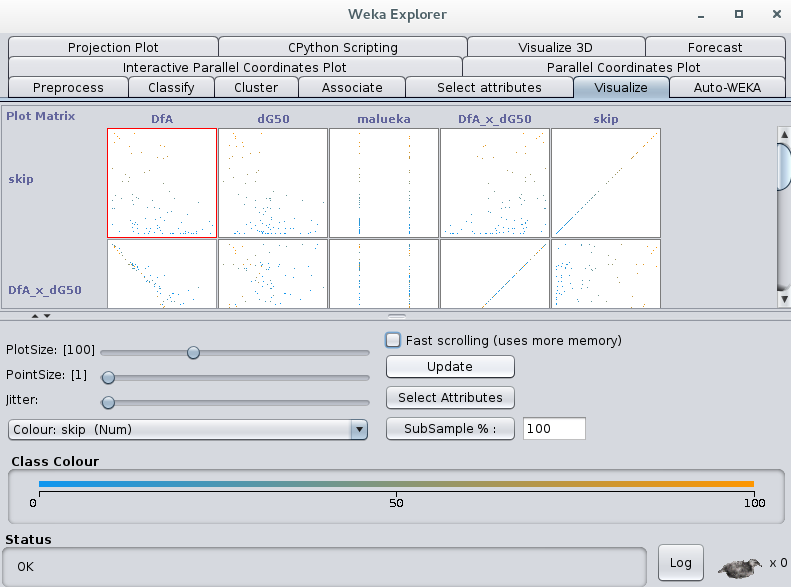 Weka Explorer
Projection Plot CPython Scripting Visualize 3D Forecast
Interactive Parallel Coordinates Plot Parallel Coordinates Plot
Preprocess Classify Cluster Associate Select attributes Visualize Auto-WEKA
Plot Matrix DfA dG50 malueka DfA_x_dG50 skip
skip
DfA_x_dG50
PlotSize: [100]
Fast scrolling (uses more memory)
PointSize: [1]
Update
Jitter:
Select Attributes
Colour: skip (Num)
SubSample % : 100
Class Colour
0 50 100
Status
OK
Log
x 0